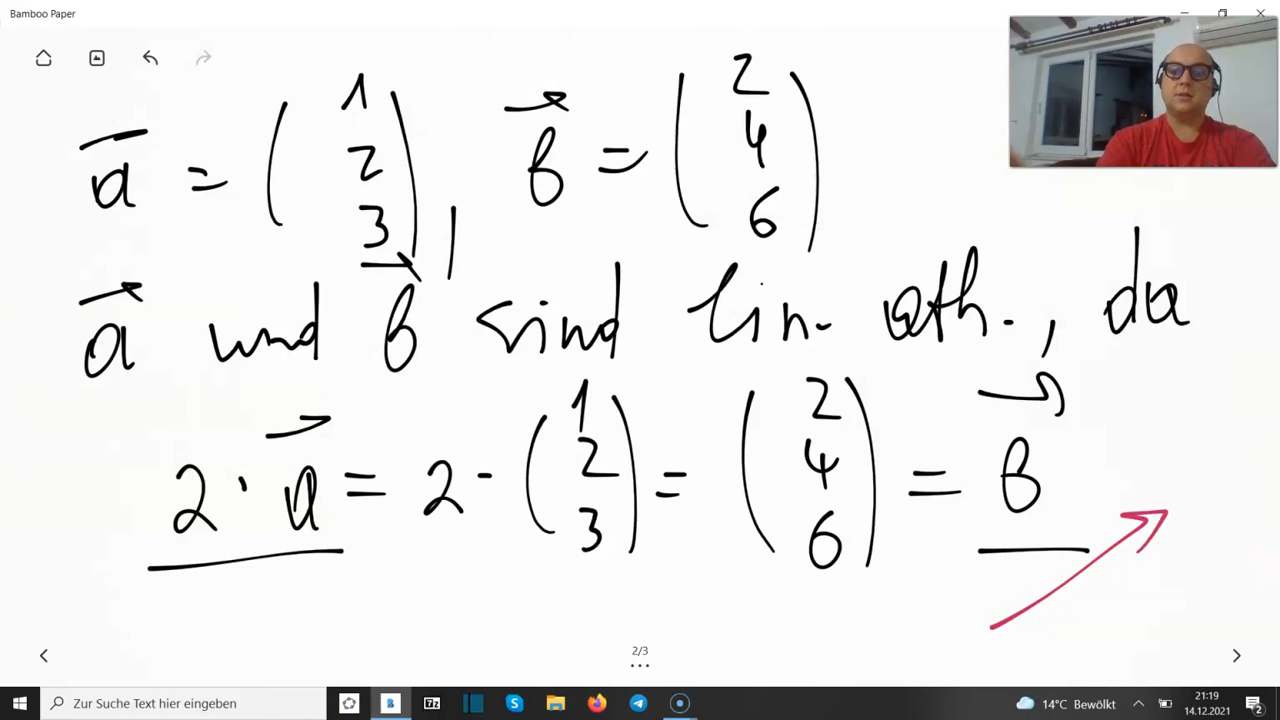 Bamboo Paper
a⃗ = (1 2 3), b⃗ = (2 4 6)
a⃗ und b⃗ sind lin. abh., da
2 · a⃗ = 2 · (1 2 3) = (2 4 6) = b⃗
2/3
Zur Suche Text hier eingeben
14°C Bewölkt
21:19
14.12.2021
2